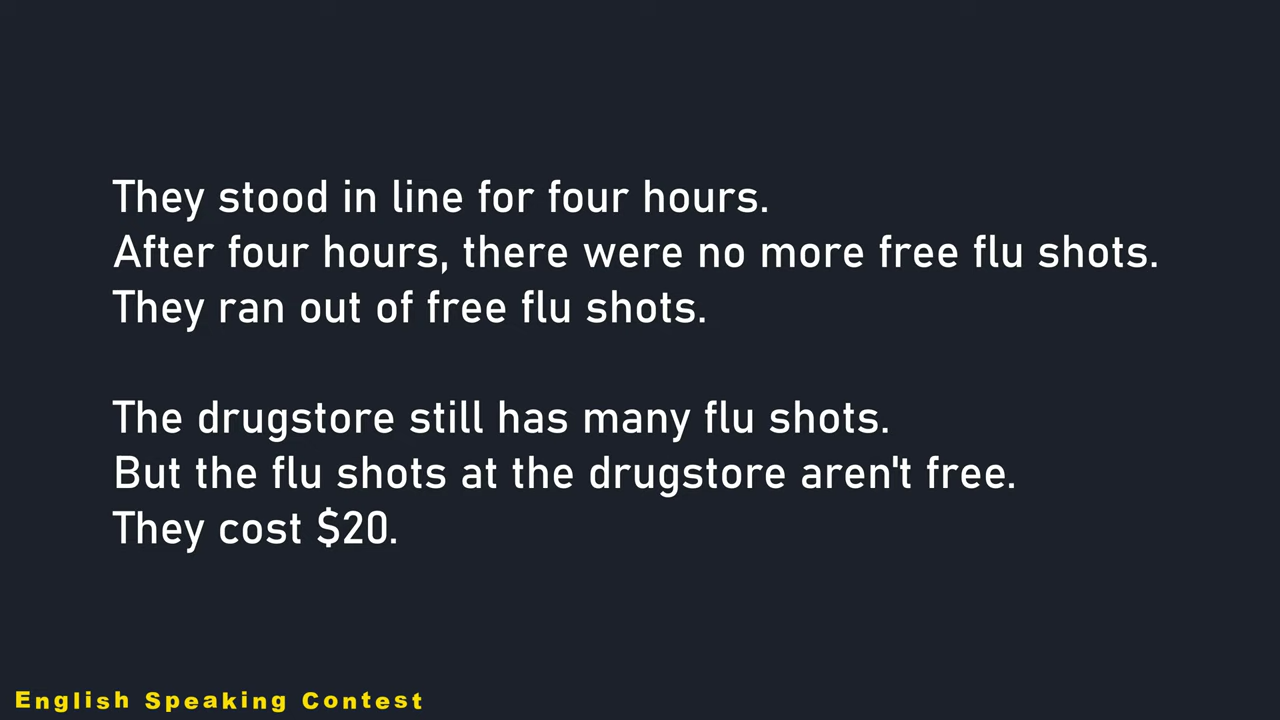 They stood in line for four hours.
After four hours, there were no more free flu shots.
They ran out of free flu shots.
The drugstore still has many flu shots.
But the flu shots at the drugstore aren't free.
They cost $20.
English Speaking Contest